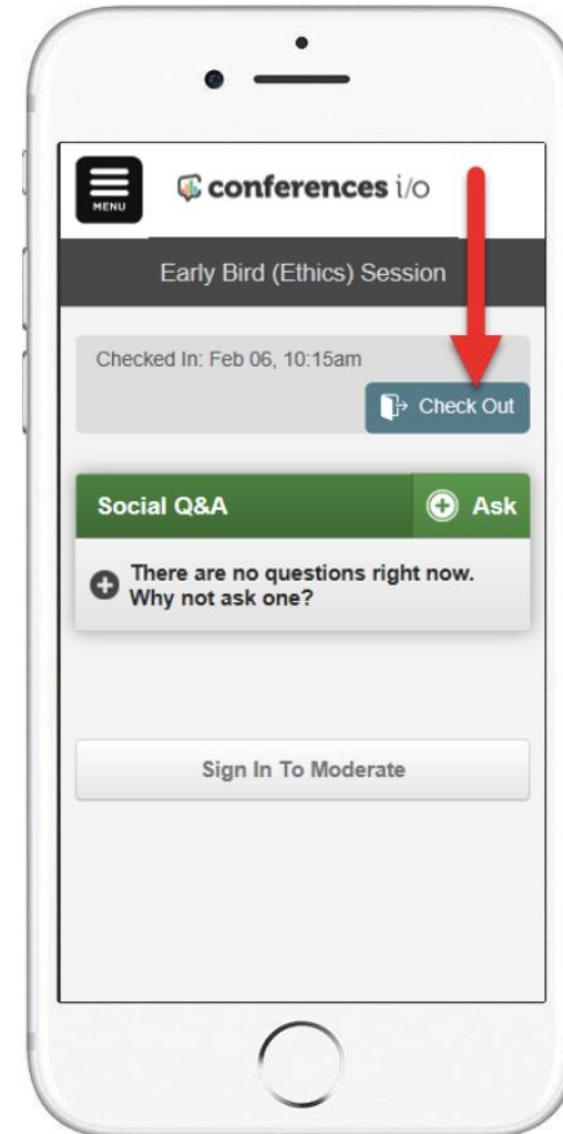 MENU
conferences i/o
Early Bird (Ethics) Session
Checked In: Feb 06, 10:15am
Check Out
Social Q&A
Ask
There are no questions right now.
Why not ask one?
Sign In To Moderate